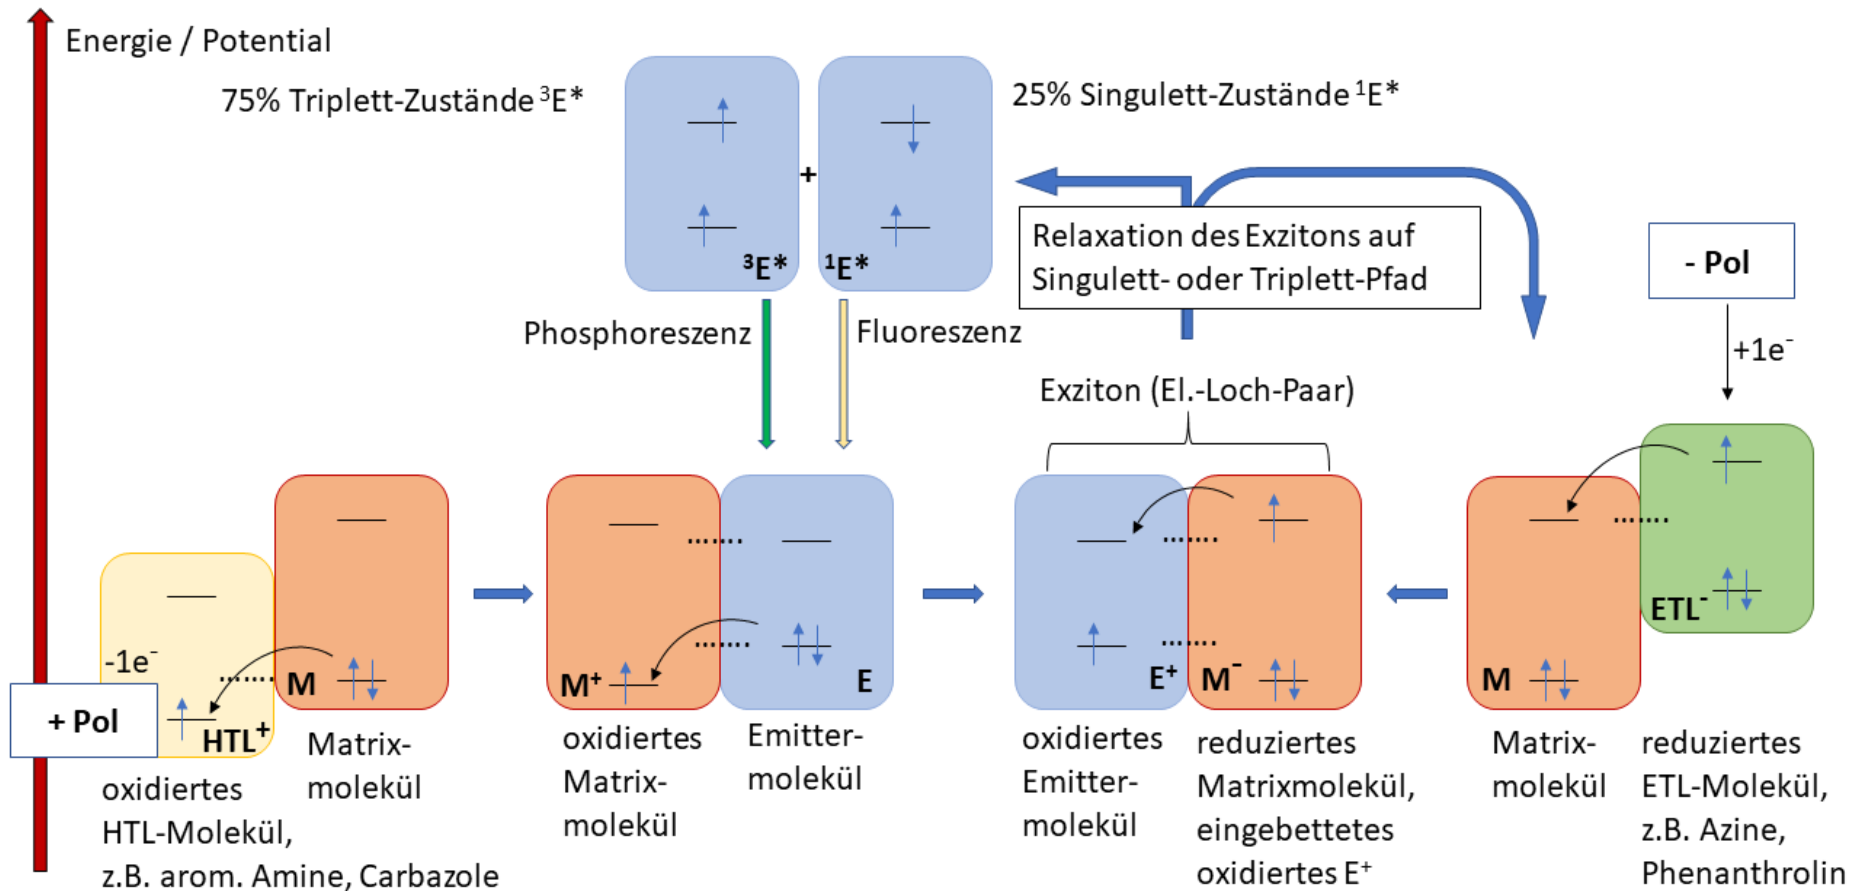 Energie / Potential
75% Triplett-Zustände ³E*
25% Singulett-Zustände ¹E*
+
³E*
¹E*
Relaxation des Exzitons auf
Singulett- oder Triplett-Pfad
- Pol
Phosphoreszenz
Fluoreszenz
+1e⁻
Exziton (El.-Loch-Paar)
-1e⁻
+ Pol
HTL⁺
M
M⁺
E
E⁺
M⁻
M
ETL⁻
oxidiertes
HTL-Molekül,
z.B. arom. Amine, Carbazole
Matrix-
molekül
oxidiertes
Matrix-
molekül
Emitter-
molekül
oxidiertes
Emitter-
molekül
reduziertes
Matrixmolekül,
eingebettetes
oxidiertes E⁺
Matrix-
molekül
reduziertes
ETL-Molekül,
z.B. Azine,
Phenanthrolin